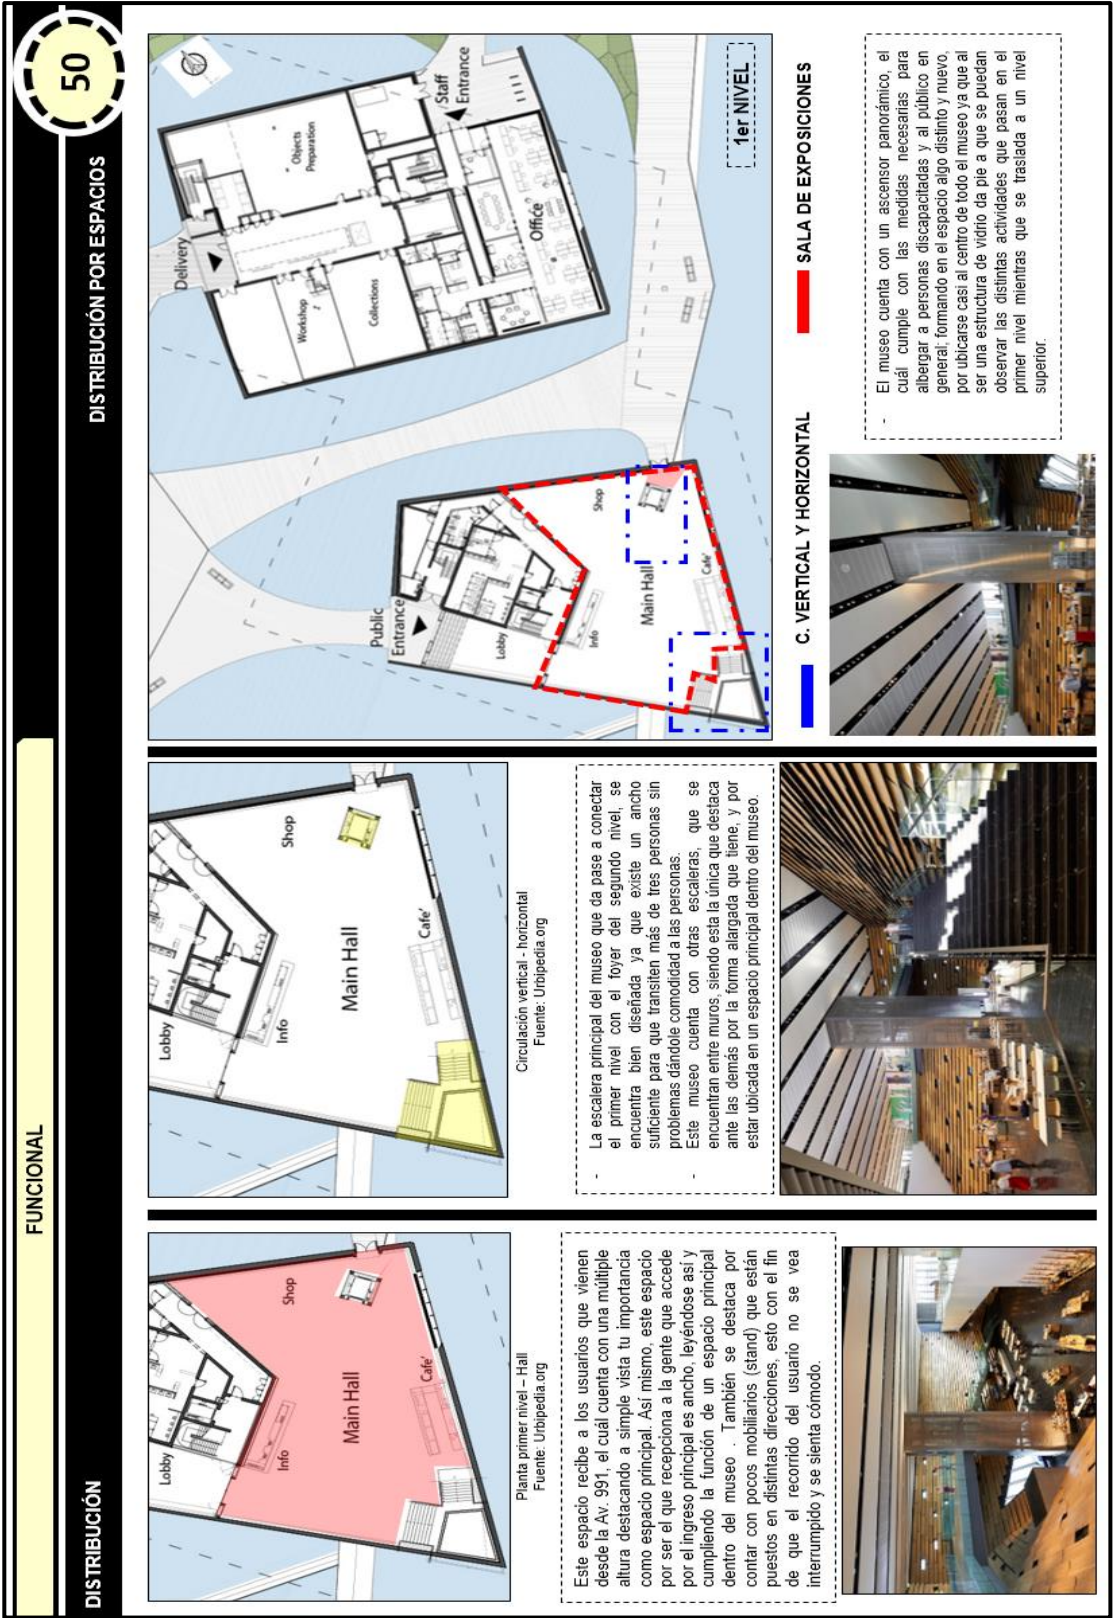 FUNCIONAL
DISTRIBUCIÓN
DISTRIBUCIÓN POR ESPACIOS
50
Lobby
Info
Main Hall
Shop
Cafe'
Planta primer nivel – Hall
Fuente: Urbipedia.org
Este espacio recibe a los usuarios que vienen
desde la Av. 991, el cuál cuenta con una múltiple
altura destacando a simple vista tu importancia
como espacio principal. Así mismo, este espacio
por ser el que recepciona a la gente que accede
por el ingreso principal es ancho, leyéndose así y
cumpliendo la función de un espacio principal
dentro del museo . También se destaca por
contar con pocos mobiliarios (stand) que están
puestos en distintas direcciones, esto con el fin
de que el recorrido del usuario no se vea
interrumpido y se sienta cómodo.
Lobby
Info
Main Hall
Shop
Cafe'
Circulación vertical - horizontal
Fuente: Urbipedia.org
- La escalera principal del museo que da pase a conectar
el primer nivel con el foyer del segundo nivel, se
encuentra bien diseñada ya que existe un ancho
suficiente para que transiten más de tres personas sin
problemas dándole comodidad a las personas.
- Este museo cuenta con otras escaleras, que se
encuentran entre muros, siendo esta la única que destaca
ante las demás por la forma alargada que tiene, y por
estar ubicada en un espacio principal dentro del museo.
Delivery
Workshop
Collections
Objects
Preparation
Staff
Entrance
Office
Public
Entrance
Lobby
Info
Main Hall
Shop
Cafe'
1er NIVEL
C. VERTICAL Y HORIZONTAL
SALA DE EXPOSICIONES
- El museo cuenta con un ascensor panorámico, el
cuál cumple con las medidas necesarias para
albergar a personas discapacitadas y al público en
general; formando en el espacio algo distinto y nuevo,
por ubicarse casi al centro de todo el museo ya que al
ser una estructura de vidrio da pie a que se puedan
observar las distintas actividades que pasan en el
primer nivel mientras que se traslada a un nivel
superior.